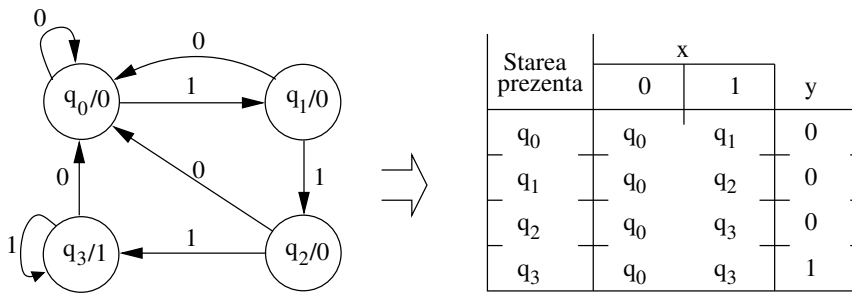 0
0
q0/0
1
q1/0
0
0
1
1
q3/1
1
q2/0
Starea
prezenta
x
0 1 y
q0 q0 q1 0
q1 q0 q2 0
q2 q0 q3 0
q3 q0 q3 1